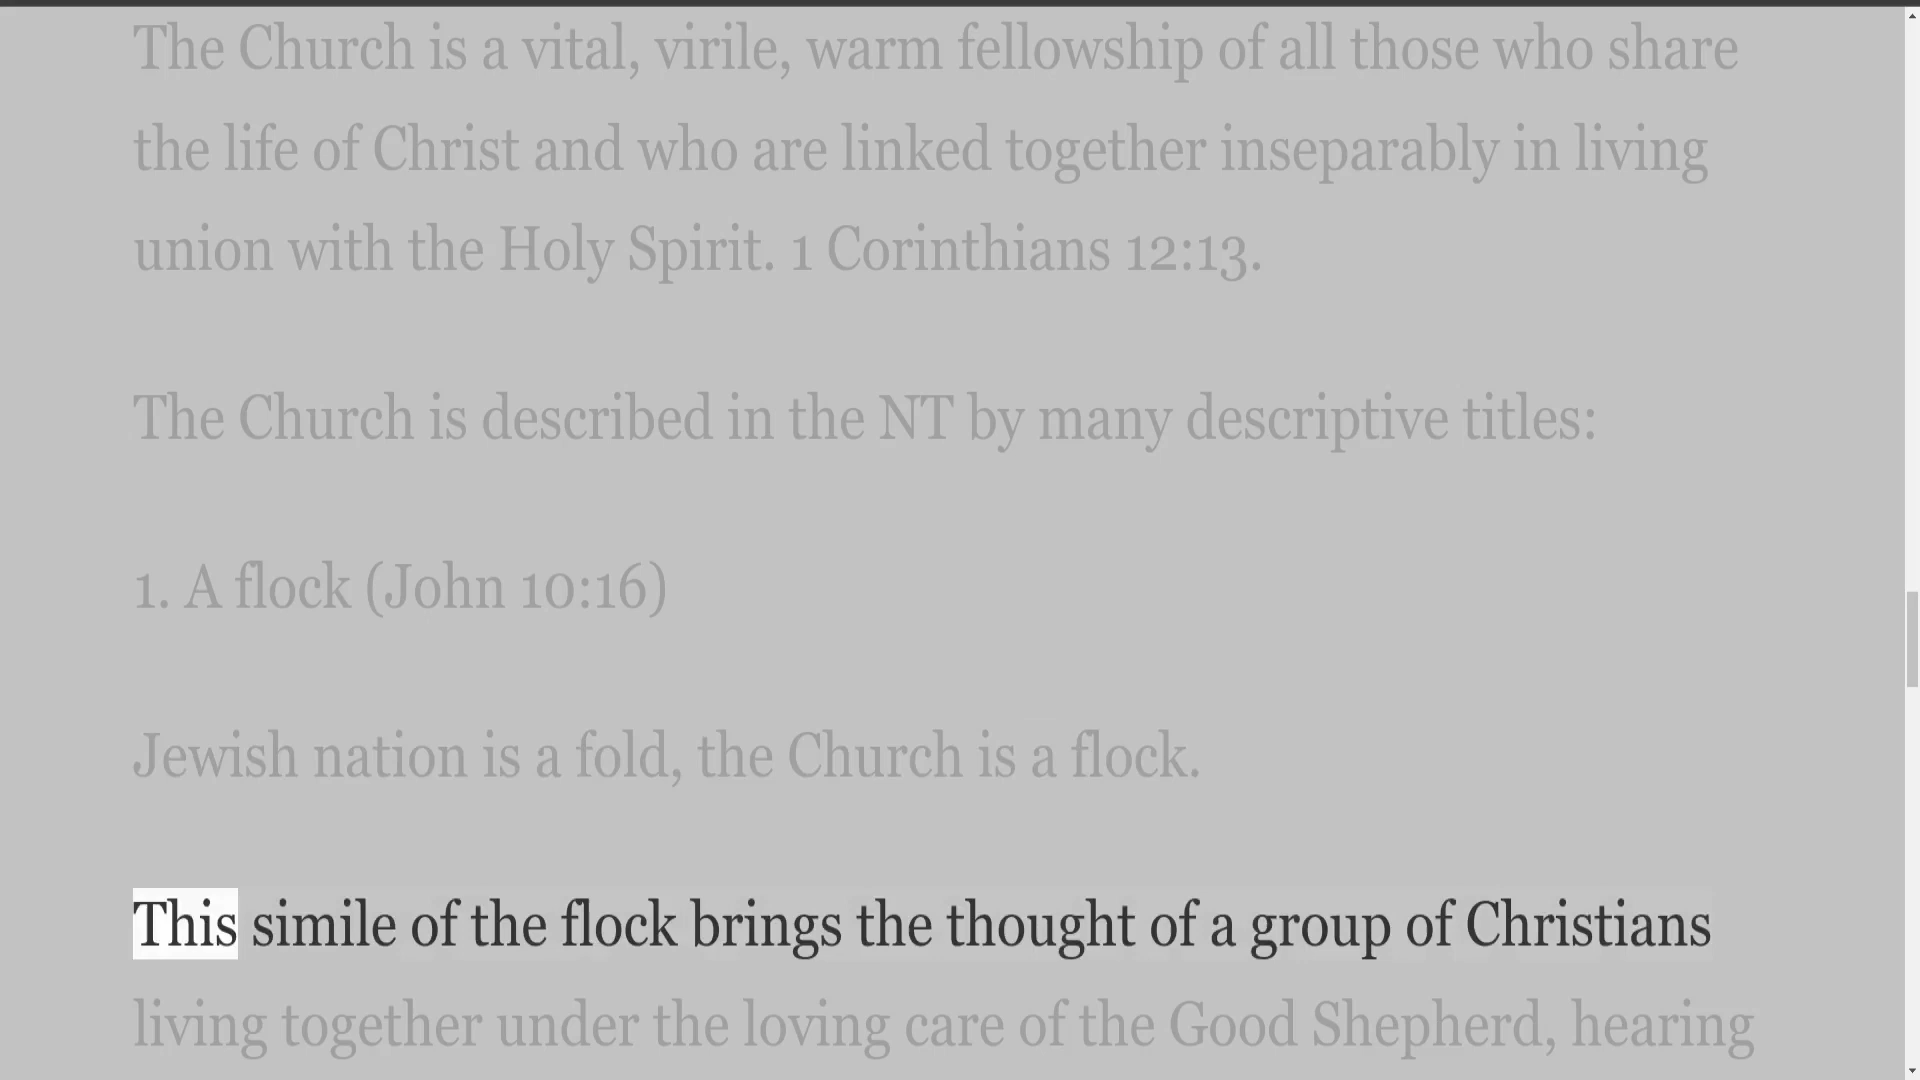 The Church is a vital, virile, warm fellowship of all those who share
the life of Christ and who are linked together inseparably in living
union with the Holy Spirit. 1 Corinthians 12:13.
The Church is described in the NT by many descriptive titles:
1. A flock (John 10:16)
Jewish nation is a fold, the Church is a flock.
This simile of the flock brings the thought of a group of Christians
living together under the loving care of the Good Shepherd, hearing